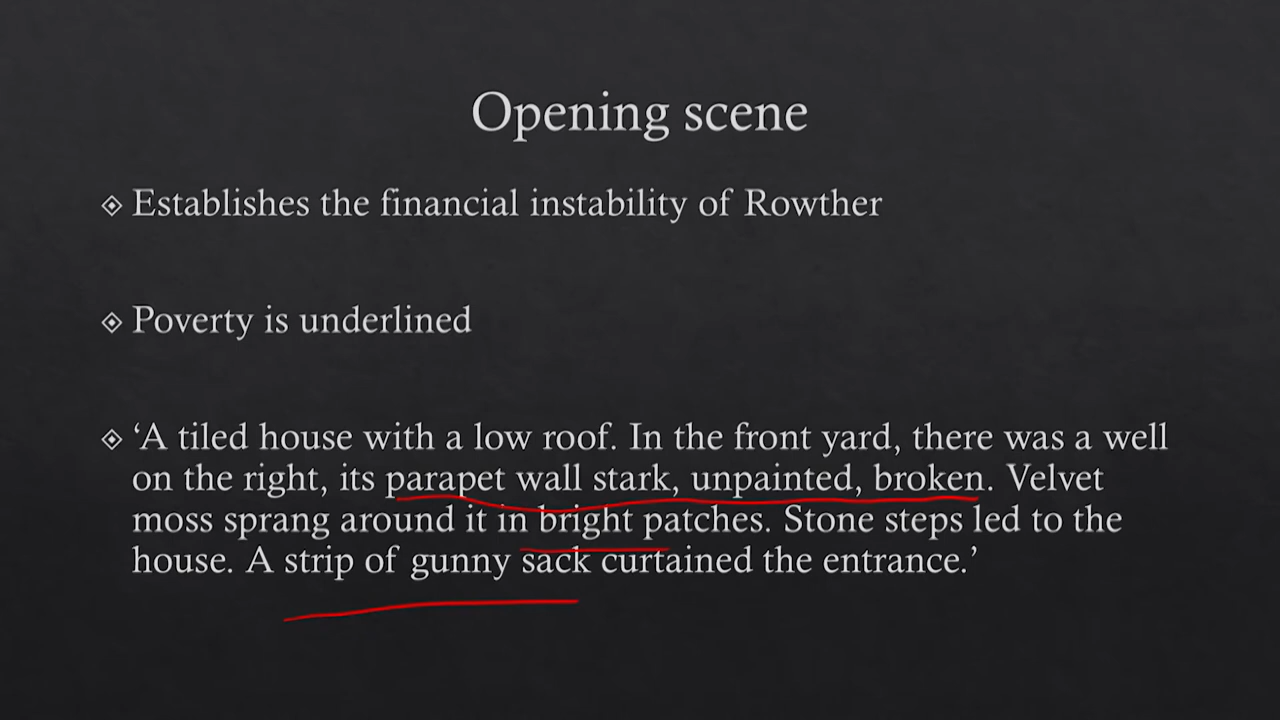 Opening scene
Establishes the financial instability of Rowther
Poverty is underlined
‘A tiled house with a low roof. In the front yard, there was a well
on the right, its parapet wall stark, unpainted, broken. Velvet
moss sprang around it in bright patches. Stone steps led to the
house. A strip of gunny sack curtained the entrance.’